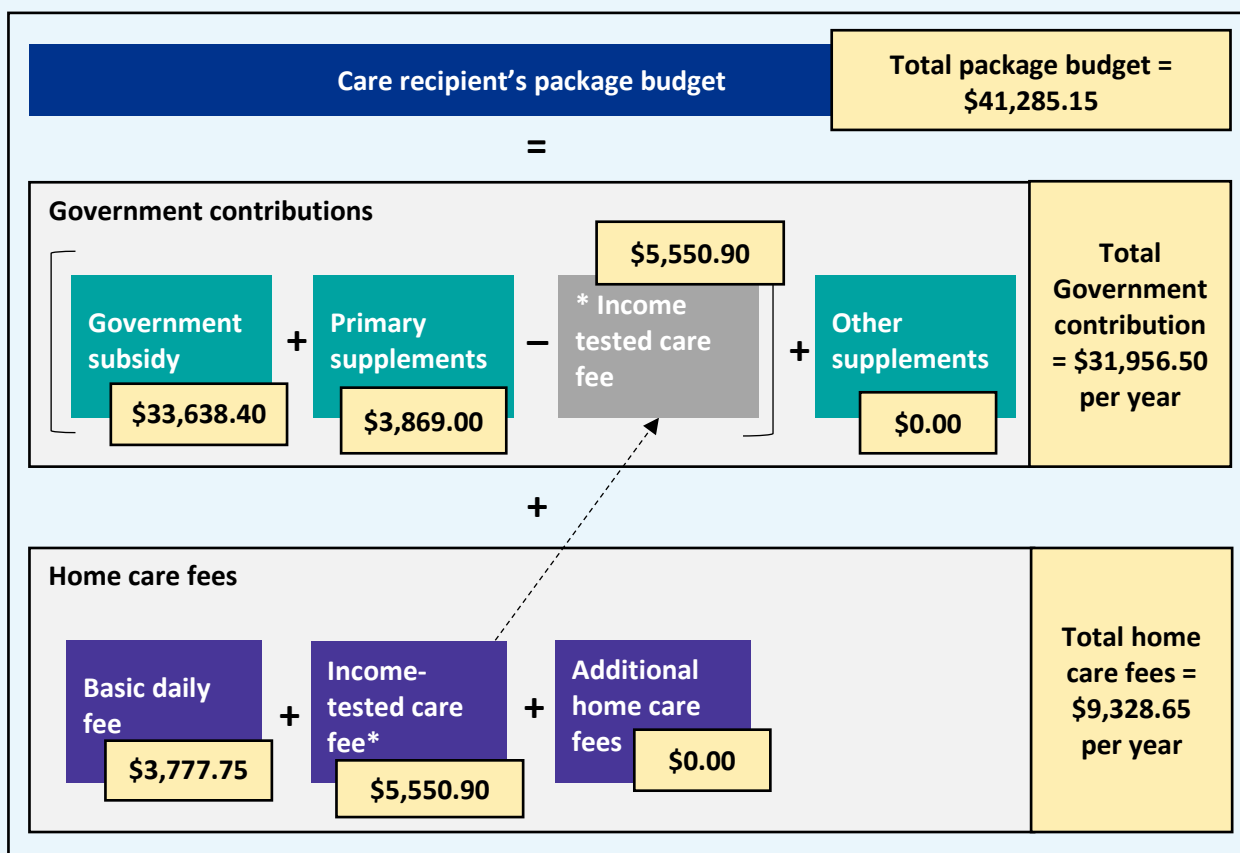 Care recipient’s package budget
Total package budget =
$41,285.15
=
Government contributions
Government
subsidy
$33,638.40
+
Primary
supplements
$3,869.00
–
$5,550.90
* Income
tested care
fee
+
Other
supplements
$0.00
Total
Government
contribution
= $31,956.50
per year
+
Home care fees
Basic daily
fee
$3,777.75
+
Income-
tested care
fee*
$5,550.90
+
Additional
home care
fees
$0.00
Total home
care fees =
$9,328.65
per year